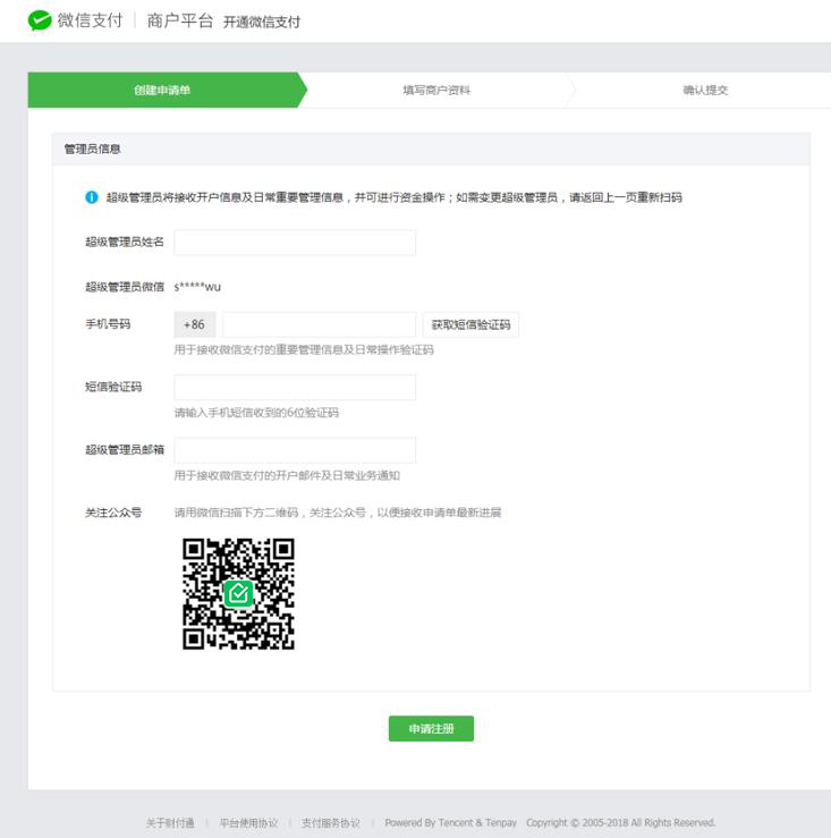 微信支付 商户平台 开通微信支付
创建申请单 填写商户资料 确认提交
管理员信息
超级管理员将接收开户信息及日常重要管理信息，并可进行资金操作；如需变更超级管理员，请返回上一页重新扫码
超级管理员姓名
超级管理员微信 s*****wu
手机号码 +86 获取短信验证码
用于接收微信支付的重要管理信息及日常操作验证码
短信验证码
请输入手机短信收到的6位验证码
超级管理员邮箱
用于接收微信支付的开户邮件及日常业务通知
关注公众号 请用微信扫描下方二维码，关注公众号，以便接收申请单最新进展
申请注册
关于财付通 | 平台使用协议 | 支付服务协议 | Powered By Tencent & Tenpay Copyright © 2005-2018 All Rights Reserved.